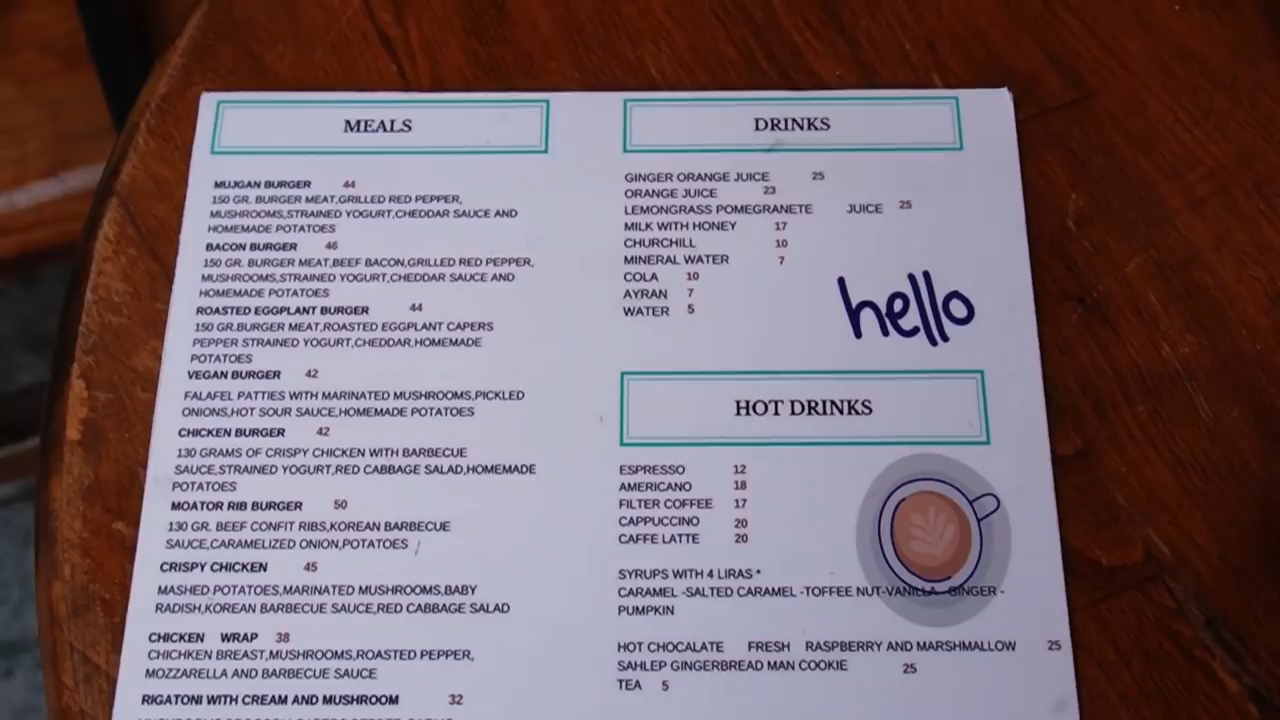 MEALS
MUJGAN BURGER 44
150 GR. BURGER MEAT,GRILLED RED PEPPER,
MUSHROOMS,STRAINED YOGURT,CHEDDAR SAUCE AND
HOMEMADE POTATOES
BACON BURGER 46
150 GR. BURGER MEAT,BEEF BACON,GRILLED RED PEPPER,
MUSHROOMS,STRAINED YOGURT,CHEDDAR SAUCE AND
HOMEMADE POTATOES
ROASTED EGGPLANT BURGER 44
150 GR.BURGER MEAT,ROASTED EGGPLANT CAPERS
PEPPER STRAINED YOGURT,CHEDDAR,HOMEMADE
POTATOES
VEGAN BURGER 42
FALAFEL PATTIES WITH MARINATED MUSHROOMS,PICKLED
ONIONS,HOT SOUR SAUCE,HOMEMADE POTATOES
CHICKEN BURGER 42
130 GRAMS OF CRISPY CHICKEN WITH BARBECUE
SAUCE,STRAINED YOGURT,RED CABBAGE SALAD,HOMEMADE
POTATOES
MOATOR RIB BURGER 50
130 GR. BEEF CONFIT RIBS,KOREAN BARBECUE
SAUCE,CARAMELIZED ONION,POTATOES
CRISPY CHICKEN 45
MASHED POTATOES,MARINATED MUSHROOMS,BABY
RADISH,KOREAN BARBECUE SAUCE,RED CABBAGE SALAD
CHICKEN WRAP 38
CHICHKEN BREAST,MUSHROOMS,ROASTED PEPPER,
MOZZARELLA AND BARBECUE SAUCE
RIGATONI WITH CREAM AND MUSHROOM 32
DRINKS
GINGER ORANGE JUICE 25
ORANGE JUICE 23
LEMONGRASS POMEGRANETE JUICE 25
MILK WITH HONEY 17
CHURCHILL 10
MINERAL WATER 7
COLA 10
AYRAN 7
WATER 5
hello
HOT DRINKS
ESPRESSO 12
AMERICANO 18
FILTER COFFEE 17
CAPPUCCINO 20
CAFFE LATTE 20
SYRUPS WITH 4 LIRAS *
CARAMEL -SALTED CARAMEL -TOFFEE NUT-VANILLA -GINGER -
PUMPKIN
HOT CHOCALATE FRESH RASPBERRY AND MARSHMALLOW 25
SAHLEP GINGERBREAD MAN COOKIE 25
TEA 5